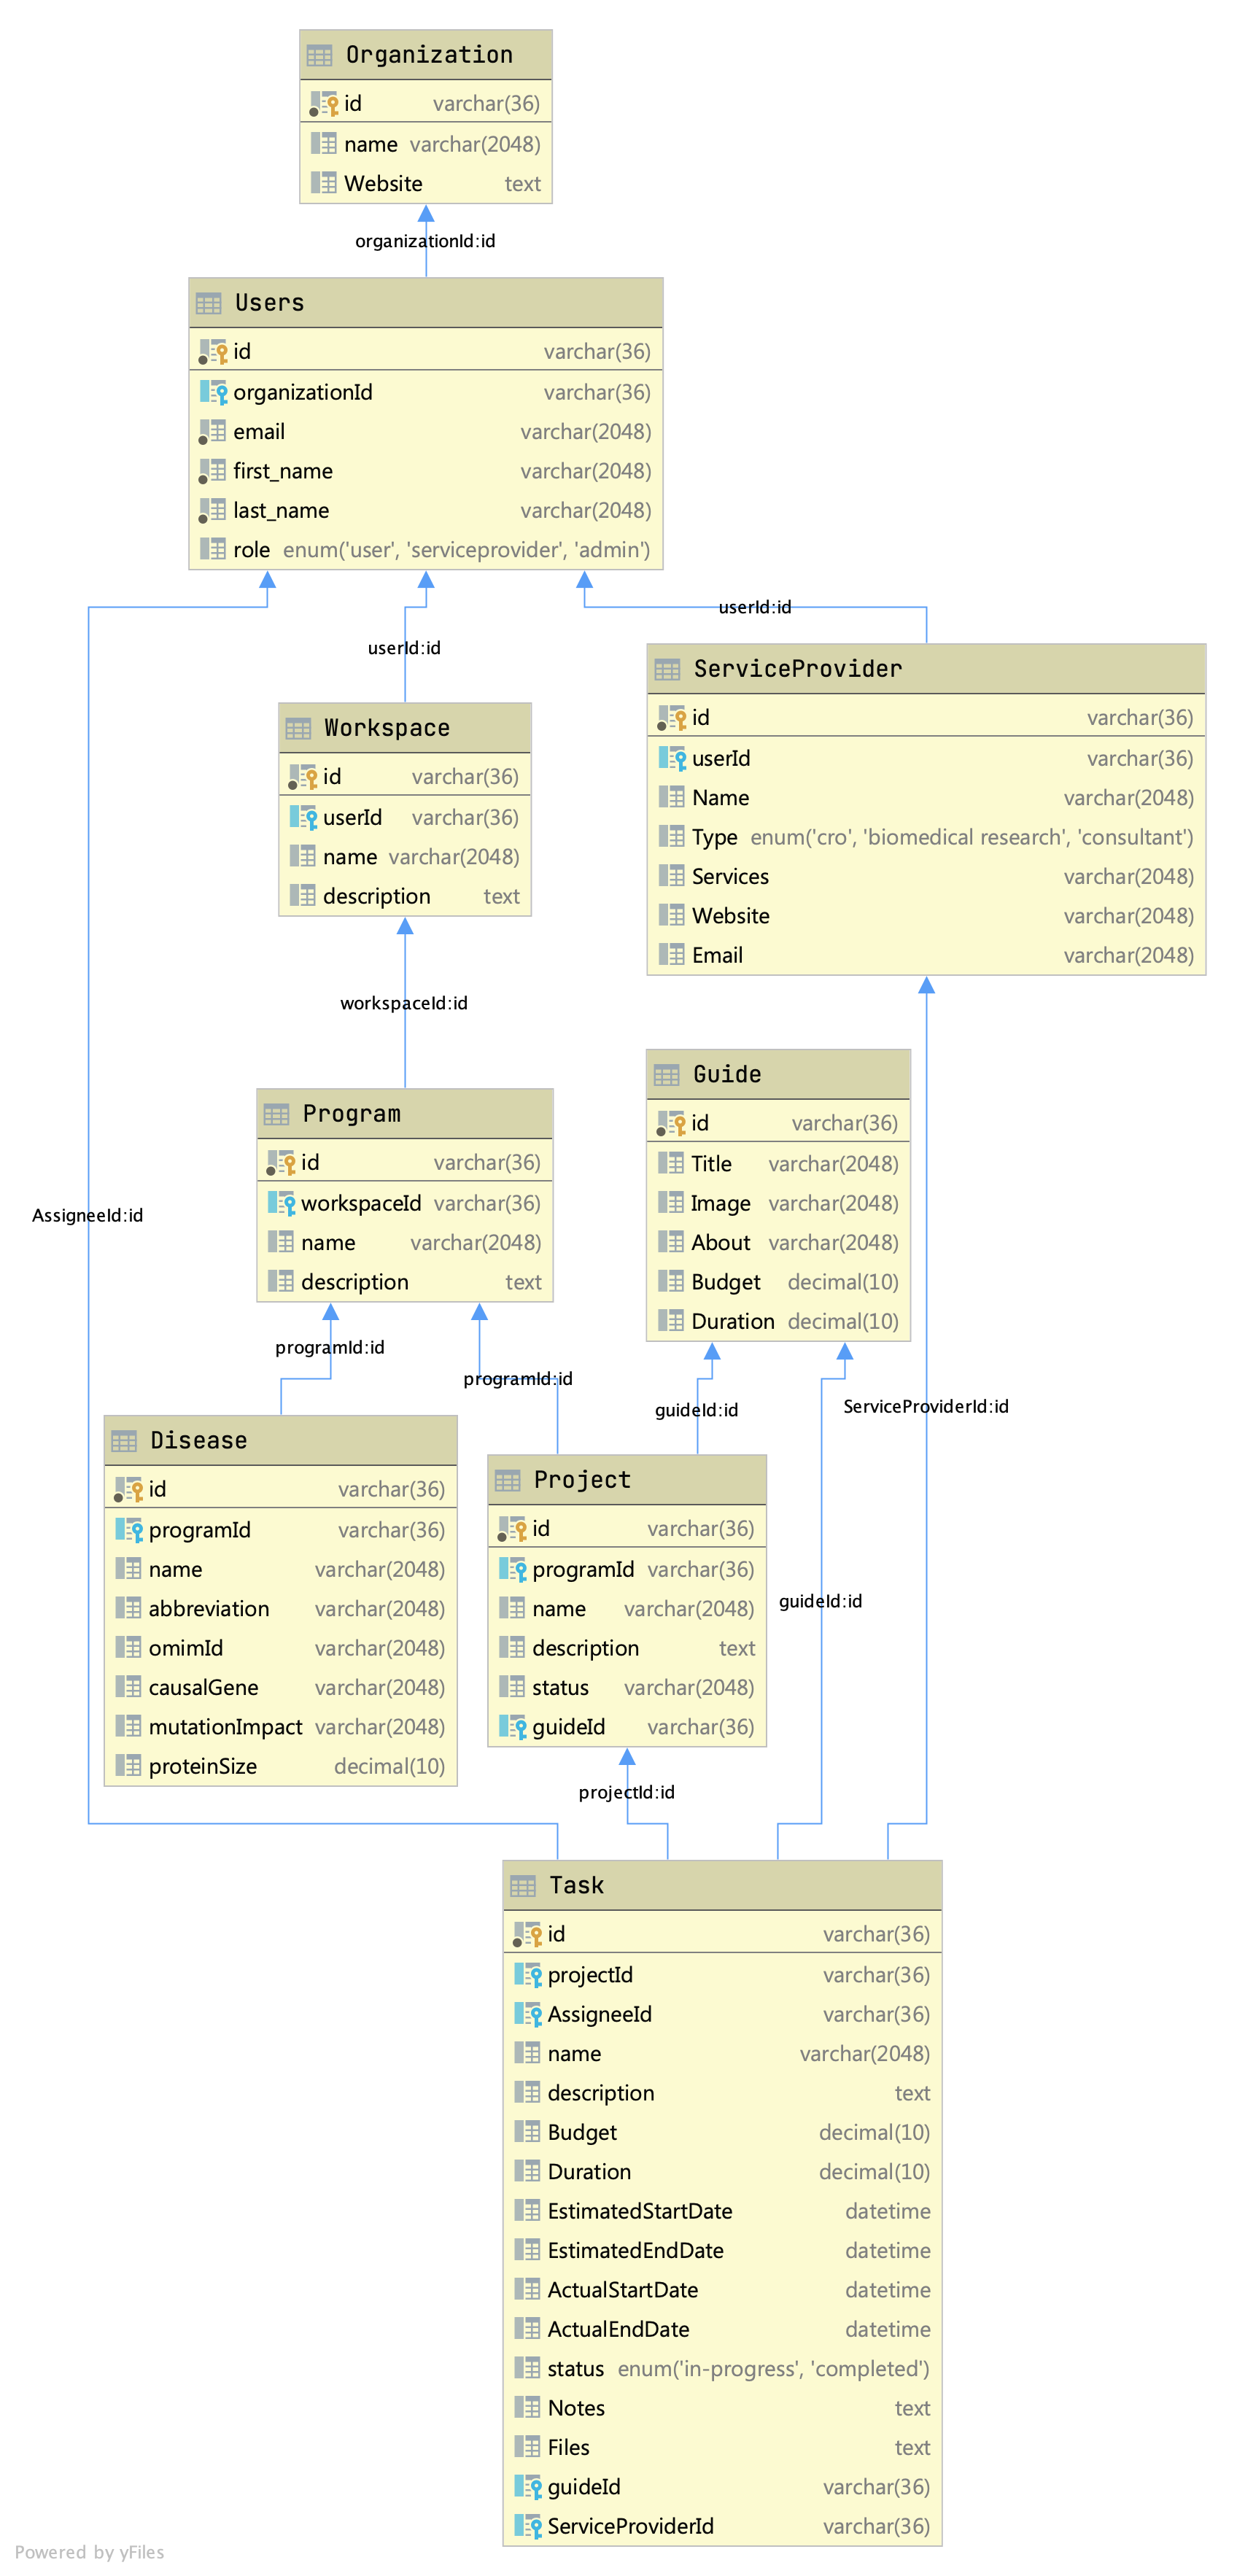 Organization
id varchar(36)
name varchar(2048)
Website text
organizationId:id
Users
id varchar(36)
organizationId varchar(36)
email varchar(2048)
first_name varchar(2048)
last_name varchar(2048)
role enum('user', 'serviceprovider', 'admin')
userId:id
userId:id
ServiceProvider
id varchar(36)
userId varchar(36)
Name varchar(2048)
Type enum('cro', 'biomedical research', 'consultant')
Services varchar(2048)
Website varchar(2048)
Email varchar(2048)
Workspace
id varchar(36)
userId varchar(36)
name varchar(2048)
description text
workspaceId:id
Guide
id varchar(36)
Title varchar(2048)
Image varchar(2048)
About varchar(2048)
Budget decimal(10)
Duration decimal(10)
Program
id varchar(36)
workspaceId varchar(36)
name varchar(2048)
description text
AssigneeId:id
programId:id
programId:id
guideId:id
ServiceProviderId:id
Disease
id varchar(36)
programId varchar(36)
name varchar(2048)
abbreviation varchar(2048)
omimId varchar(2048)
causalGene varchar(2048)
mutationImpact varchar(2048)
proteinSize decimal(10)
Project
id varchar(36)
programId varchar(36)
name varchar(2048)
description text
status varchar(2048)
guideId varchar(36)
guideId:id
projectId:id
Task
id varchar(36)
projectId varchar(36)
AssigneeId varchar(36)
name varchar(2048)
description text
Budget decimal(10)
Duration decimal(10)
EstimatedStartDate datetime
EstimatedEndDate datetime
ActualStartDate datetime
ActualEndDate datetime
status enum('in-progress', 'completed')
Notes text
Files text
guideId varchar(36)
ServiceProviderId varchar(36)
Powered by yFiles